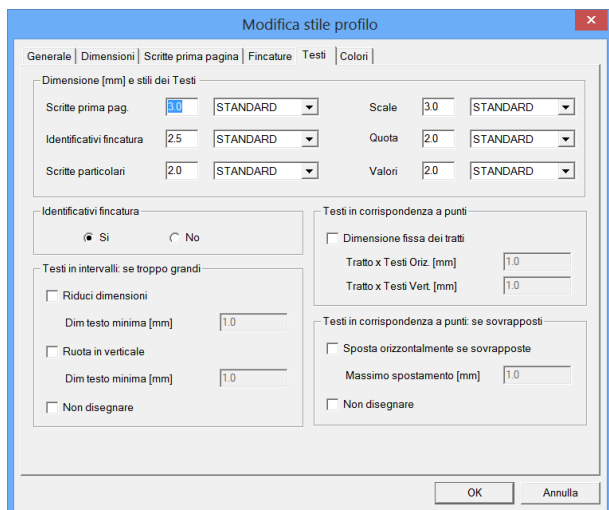 Modifica stile profilo
Generale Dimensioni Scritte prima pagina Fincature Testi Colori
Dimensione [mm] e stili dei Testi
Scritte prima pag. 3.0 STANDARD Scale 3.0 STANDARD
Identificativi fincatura 2.5 STANDARD Quota 2.0 STANDARD
Scritte particolari 2.0 STANDARD Valori 2.0 STANDARD
Identificativi fincatura
Si No
Testi in intervalli: se troppo grandi
Riduci dimensioni
Dim testo minima [mm] 1.0
Ruota in verticale
Dim testo minima [mm] 1.0
Non disegnare
Testi in corrispondenza a punti
Dimensione fissa dei tratti
Tratto x Testi Oriz. [mm] 1.0
Tratto x Testi Vert. [mm] 1.0
Testi in corrispondenza a punti: se sovrapposti
Sposta orizzontalmente se sovrapposte
Massimo spostamento [mm] 1.0
Non disegnare
OK Annulla